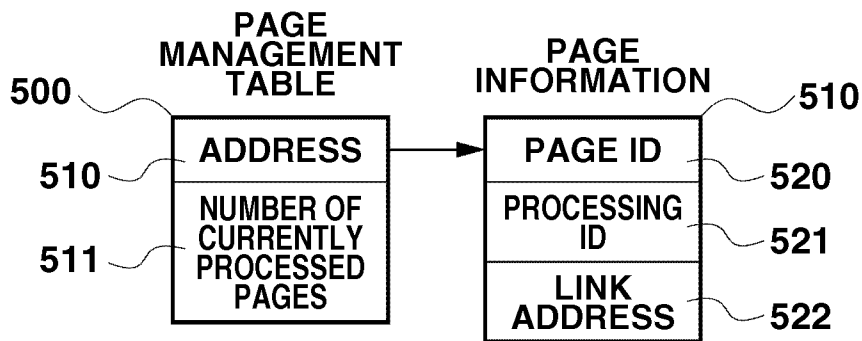 PAGE
MANAGEMENT
TABLE
500
ADDRESS
510
NUMBER OF
CURRENTLY
PROCESSED
PAGES
511
PAGE
INFORMATION
510
PAGE ID
520
PROCESSING
ID
521
LINK
ADDRESS
522